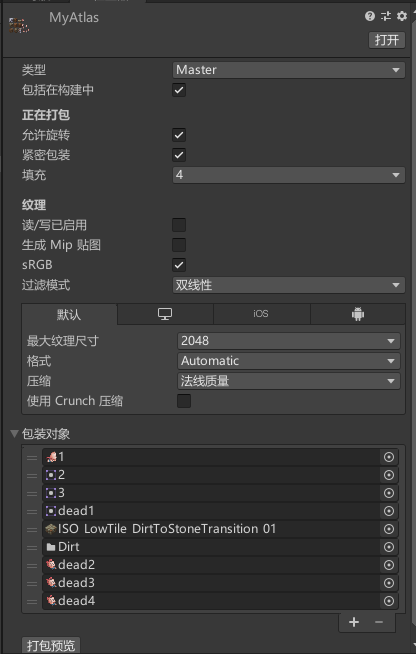 MyAtlas
打开
类型 Master
包括在构建中
正在打包
允许旋转
紧密包装
填充 4
纹理
读/写已启用
生成 Mip 贴图
sRGB
过滤模式 双线性
默认 iOS
最大纹理尺寸 2048
格式 Automatic
压缩 法线质量
使用 Crunch 压缩
包装对象
1
2
3
dead1
ISO_LowTile_DirtToStoneTransition_01
Dirt
dead2
dead3
dead4
打包预览